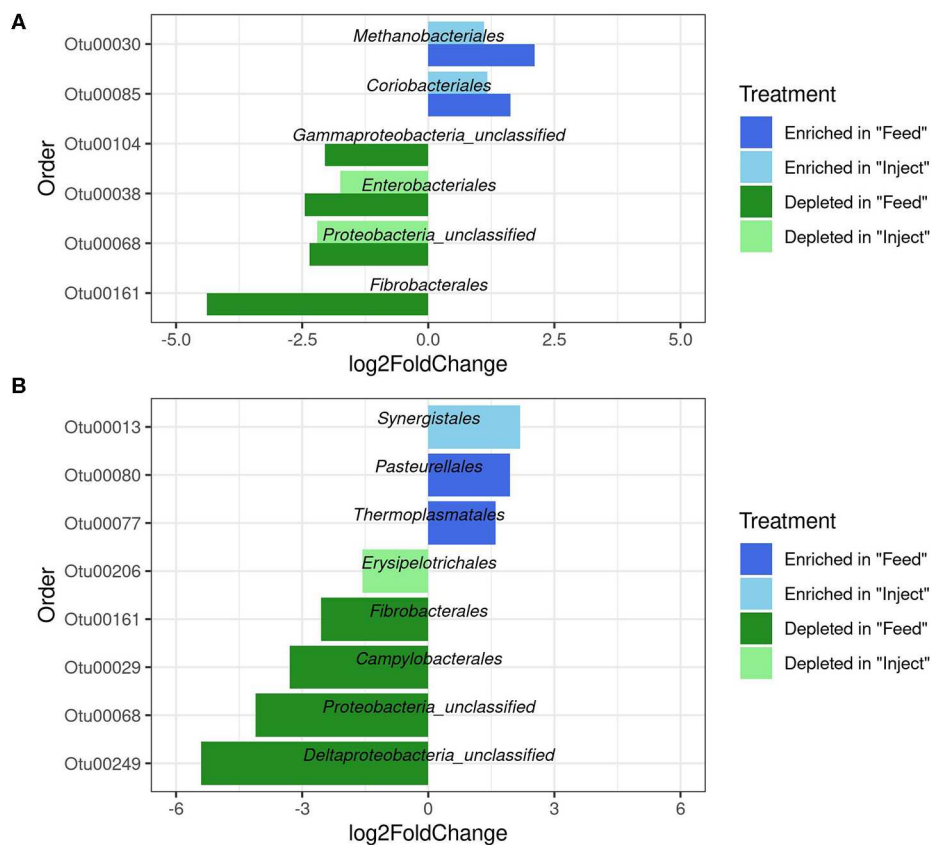 A
Otu00030
Methanobacteriales
Otu00085
Coriobacteriales
Otu00104
Gammaproteobacteria_unclassified
Otu00038
Enterobacteriales
Otu00068
Proteobacteria_unclassified
Otu00161
Fibrobacterales
Order
-5.0 -2.5 0.0 2.5 5.0
log2FoldChange
Treatment
Enriched in "Feed"
Enriched in "Inject"
Depleted in "Feed"
Depleted in "Inject"
B
Otu00013
Synergistales
Otu00080
Pasteurellales
Otu00077
Thermoplasmatales
Otu00206
Erysipelotrichales
Otu00161
Fibrobacterales
Otu00029
Campylobacterales
Otu00068
Proteobacteria_unclassified
Otu00249
Deltaproteobacteria_unclassified
Order
-6 -3 0 3 6
log2FoldChange
Treatment
Enriched in "Feed"
Enriched in "Inject"
Depleted in "Feed"
Depleted in "Inject"